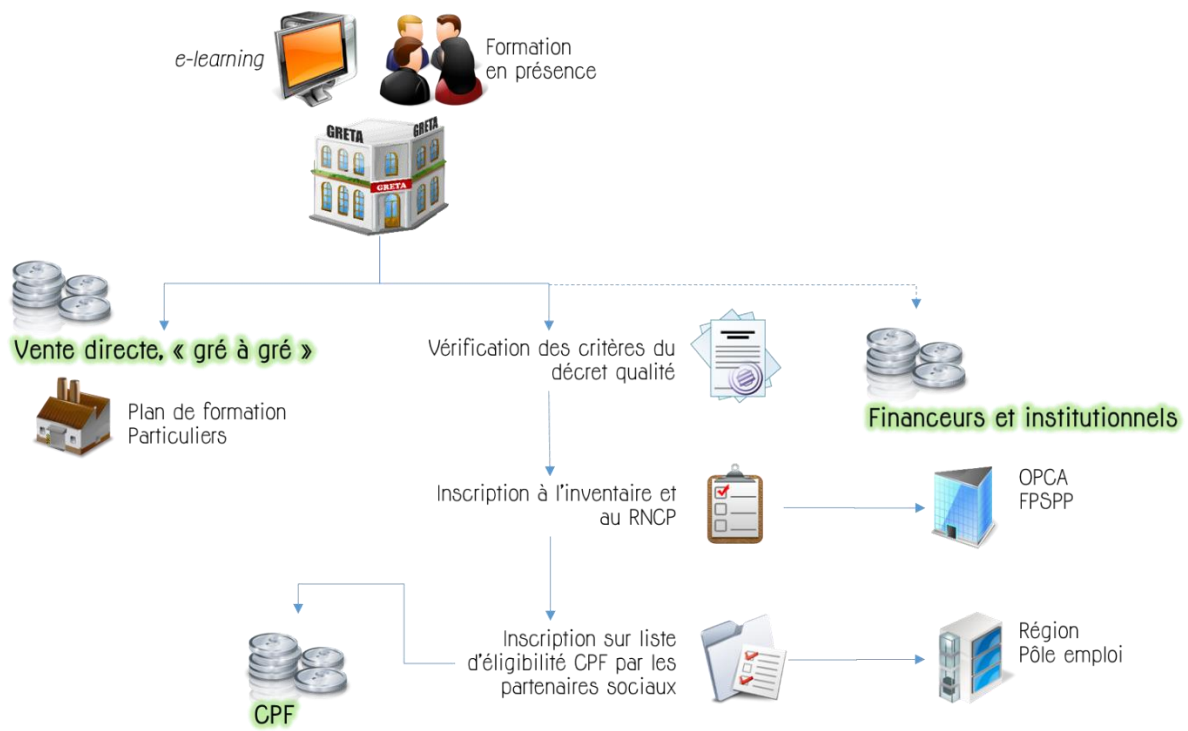 e-learning
Formation
en présence
GRETA
GRETA
GRETA
Vente directe, « gré à gré »
Plan de formation
Particuliers
Vérification des critères du
décret qualité
Financeurs et institutionnels
Inscription à l'inventaire et
au RNCP
OPCA
FPSPP
Inscription sur liste
d'éligibilité CPF par les
partenaires sociaux
Région
Pôle emploi
CPF